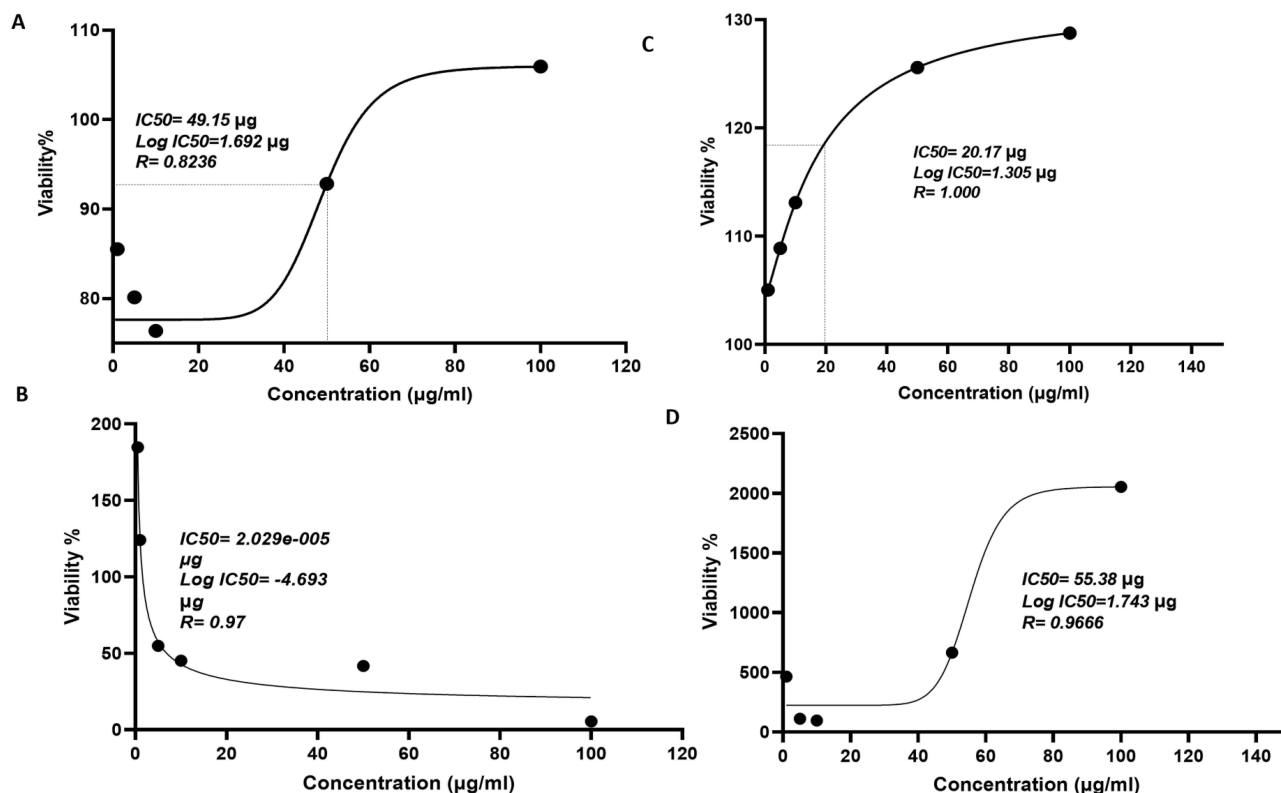 A
110
100
90
80
Viability%
IC50= 49.15 µg
Log IC50=1.692 µg
R= 0.8236
0 20 40 60 80 100 120
Concentration (µg/ml)
C
130
120
110
100
Viability %
IC50= 20.17 µg
Log IC50=1.305 µg
R= 1.000
0 20 40 60 80 100 120 140
Concentration (µg/ml)
B
200
150
100
50
0
Viability %
IC50= 2.029e-005
µg
Log IC50= -4.693
µg
R= 0.97
0 20 40 60 80 100 120
Concentration (µg/ml)
D
2500
2000
1500
1000
500
0
Viability %
IC50= 55.38 µg
Log IC50=1.743 µg
R= 0.9666
0 20 40 60 80 100 120 140
Concentration (µg/ml)